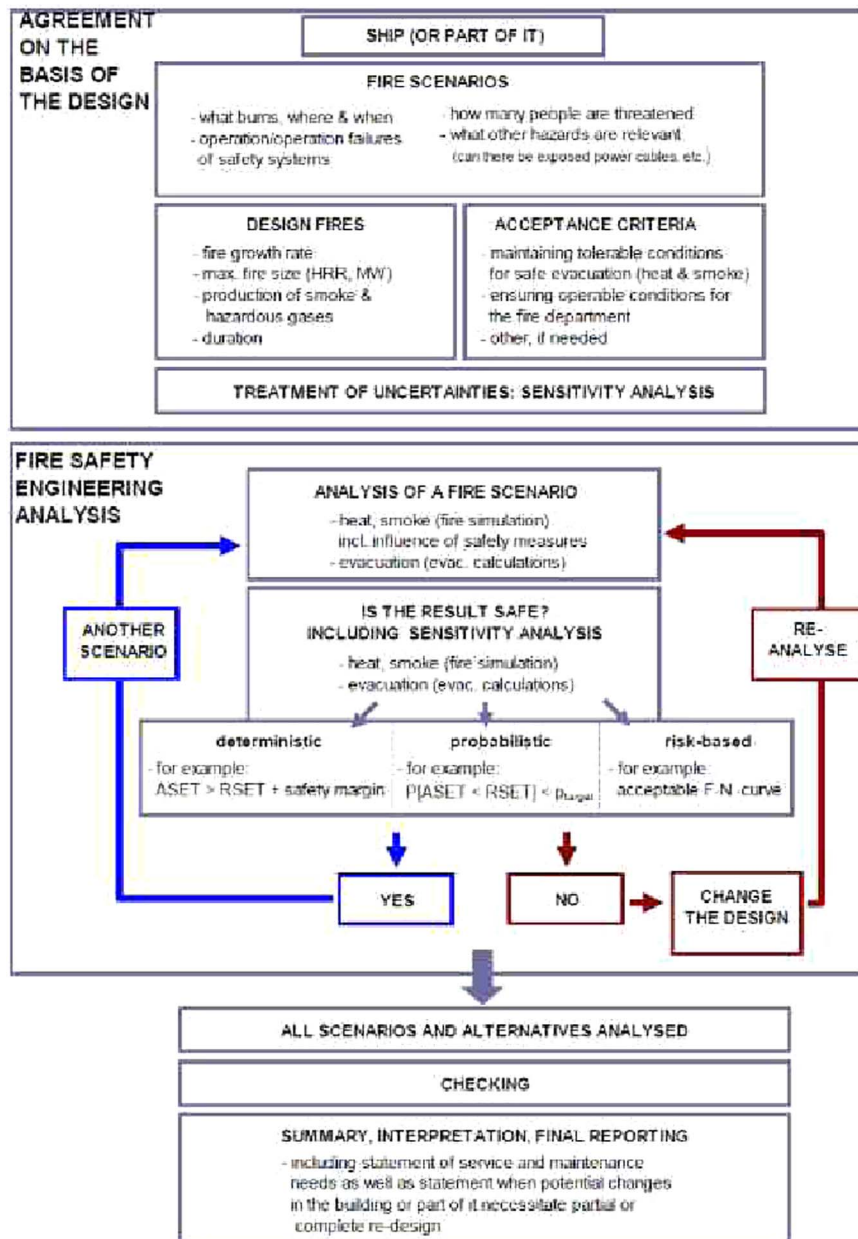 AGREEMENT
ON THE
BASIS OF
THE DESIGN
SHIP (OR PART OF IT)
FIRE SCENARIOS
- what burns, where & when
- operation/operation failures
of safety systems
- how many people are threatened
- what other hazards are relevant
(can there be exposed power cables, etc.)
DESIGN FIRES
- fire growth rate
- max. fire size (HRR, MW)
- production of smoke &
hazardous gases
- duration
ACCEPTANCE CRITERIA
- maintaining tolerable conditions
for safe evacuation (heat & smoke)
- ensuring operable conditions for
the fire department
- other, if needed
TREATMENT OF UNCERTAINTIES: SENSITIVITY ANALYSIS
FIRE SAFETY
ENGINEERING
ANALYSIS
ANALYSIS OF A FIRE SCENARIO
- heat, smoke (fire simulation)
incl. influence of safety measures
- evacuation (evac. calculations)
ANOTHER
SCENARIO
IS THE RESULT SAFE?
INCLUDING SENSITIVITY ANALYSIS
- heat, smoke (fire simulation)
- evacuation (evac. calculations)
RE-
ANALYSE
deterministic
- for example:
ASET > RSET + safety margin
probabilistic
- for example:
P[ASET < RSET] < ptarget
risk-based
- for example:
acceptable F-N-curve
YES
NO
CHANGE
THE DESIGN
ALL SCENARIOS AND ALTERNATIVES ANALYSED
CHECKING
SUMMARY, INTERPRETATION, FINAL REPORTING
- including statement of service and maintenance
needs as well as statement when potential changes
in the building or part of it necessitate partial or
complete re-design